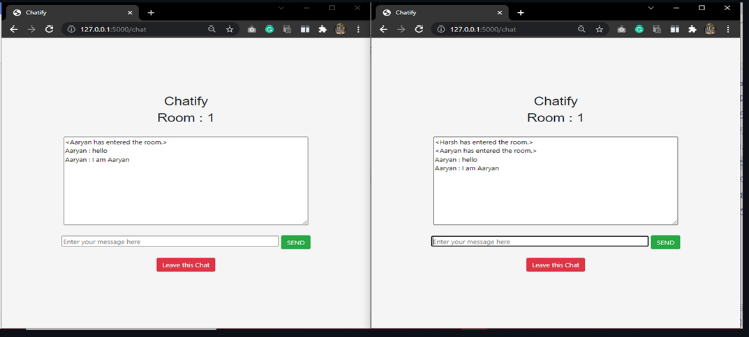 Chatify
127.0.0.1:5000/chat
Chatify
Room : 1
<Aaryan has entered the room.>
Aaryan : hello
Aaryan : I am Aaryan
Enter your message here
SEND
Leave this Chat
Chatify
127.0.0.1:5000/chat
Chatify
Room : 1
<Harsh has entered the room.>
<Aaryan has entered the room.>
Aaryan : hello
Aaryan : I am Aaryan
Enter your message here
SEND
Leave this Chat